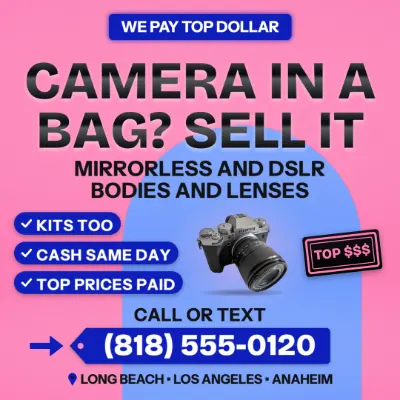 WE PAY TOP DOLLAR
CAMERA IN A
BAG? SELL IT
MIRRORLESS AND DSLR
BODIES AND LENSES
KITS TOO
CASH SAME DAY
TOP PRICES PAID
TOP $$$
CALL OR TEXT
(818) 555-0120
LONG BEACH • LOS ANGELES • ANAHEIM